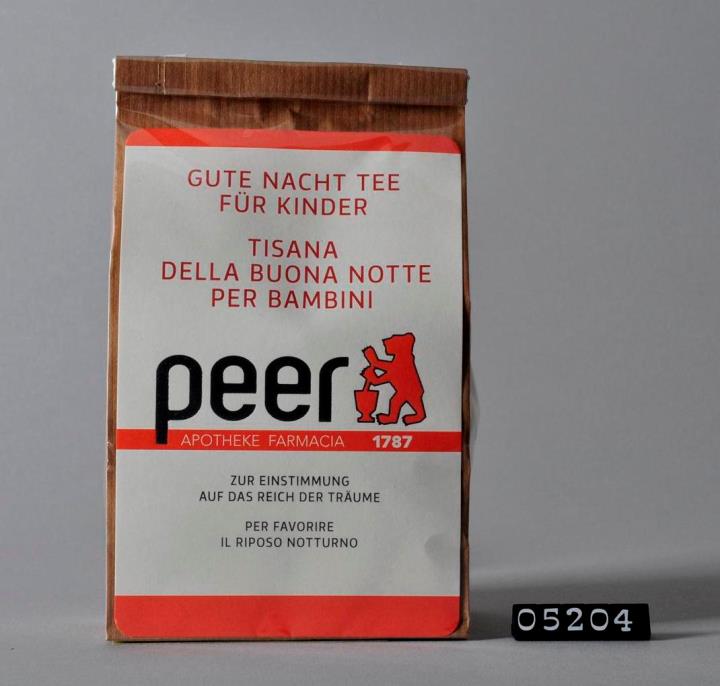 GUTE NACHT TEE
FÜR KINDER
TISANA
DELLA BUONA NOTTE
PER BAMBINI
peer
APOTHEKE FARMACIA 1787
ZUR EINSTIMMUNG
AUF DAS REICH DER TRÄUME
PER FAVORIRE
IL RIPOSO NOTTURNO
05204